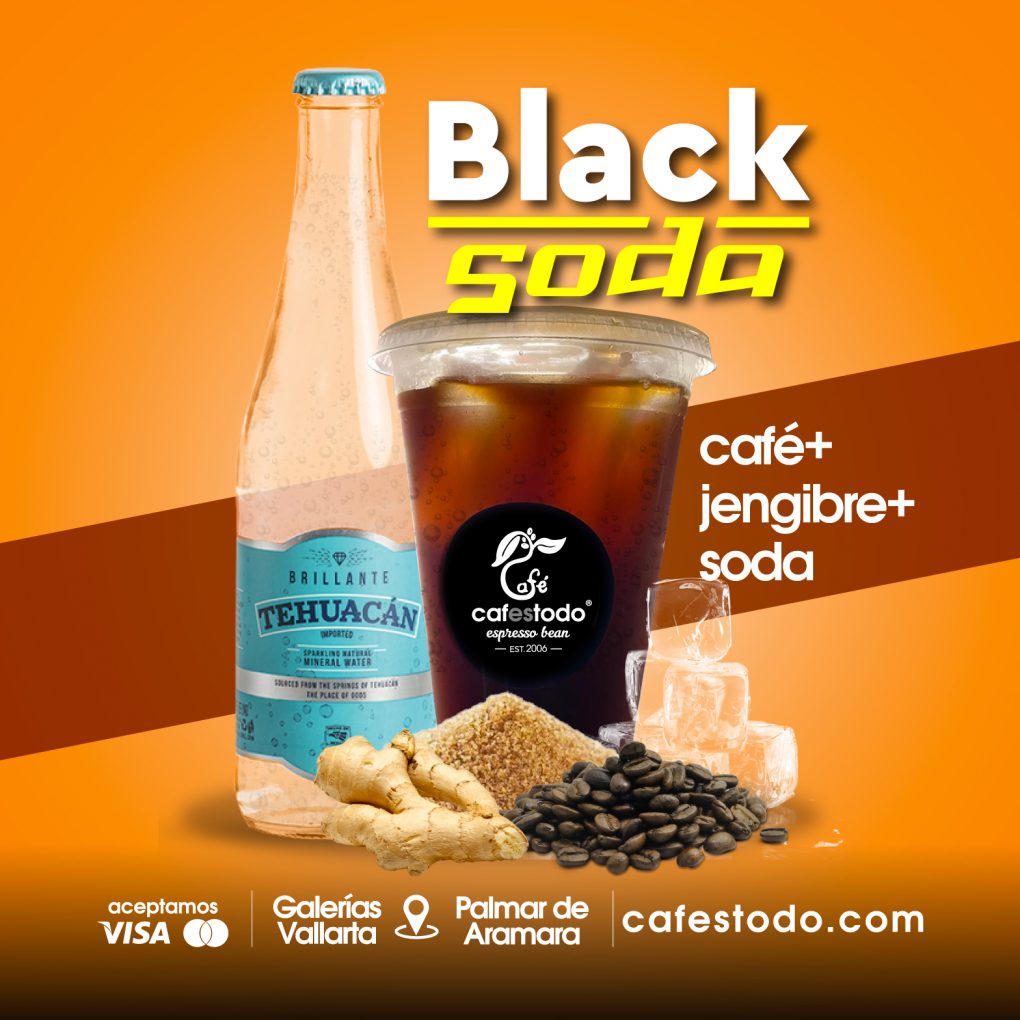 Black
soda
café+
jengibre+
soda
BRILLANTE
TEHUACÁN
IMPORTED
SPARKLING NATURAL
MINERAL WATER
SOURCED FROM THE SPRINGS OF TEHUACÁN
THE PLACE OF GODS
Café
cafestodo®
espresso bean
EST.2006
aceptamos
VISA
Galerías
Vallarta
Palmar de
Aramara
cafestodo.com